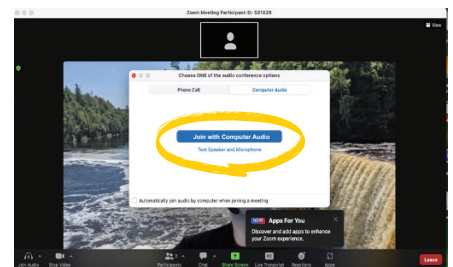 Zoom Meeting Participant ID: 531029
View
Choose ONE of the audio conference options
Phone Call
Computer Audio
Join with Computer Audio
Test Speaker and Microphone
Automatically join audio by computer when joining a meeting
NEW Apps For You
Discover and add apps to enhance
your Zoom experience.
Join Audio
Stop Video
Participants
1
Chat
Share Screen
Live Transcript
Reactions
Apps
Leave